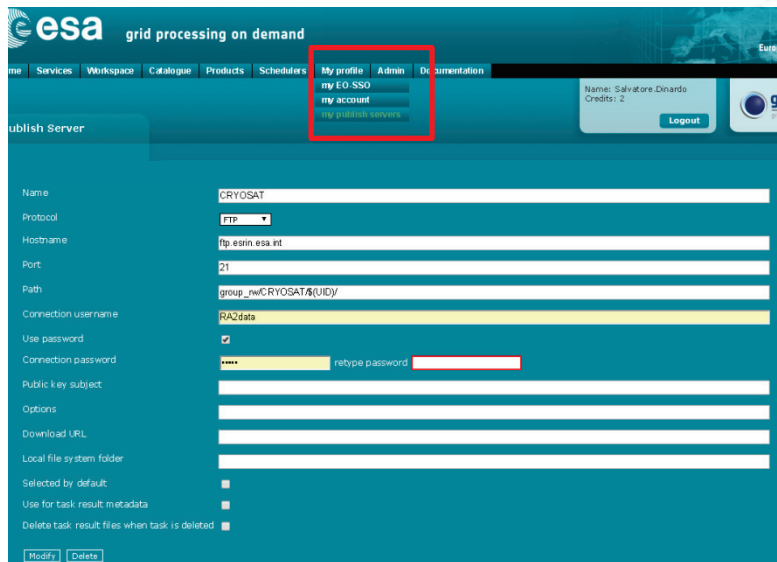 esa grid processing on demand
Euro
me Services Workspace Catalogue Products Schedulers My profile Admin Documentation
my EO-SSO
my account
my publish servers
Name: Salvatore.Dinardo
Credits: 2
Logout
g
ublish Server
Name CRYOSAT
Protocol FTP
Hostname ftp.esrin.esa.int
Port 21
Path group_rw/CRYOSAT/$(UID)/
Connection username RA2data
Use password
Connection password ••••• retype password
Public key subject
Options
Download URL
Local file system folder
Selected by default
Use for task result metadata
Delete task result files when task is deleted
Modify Delete